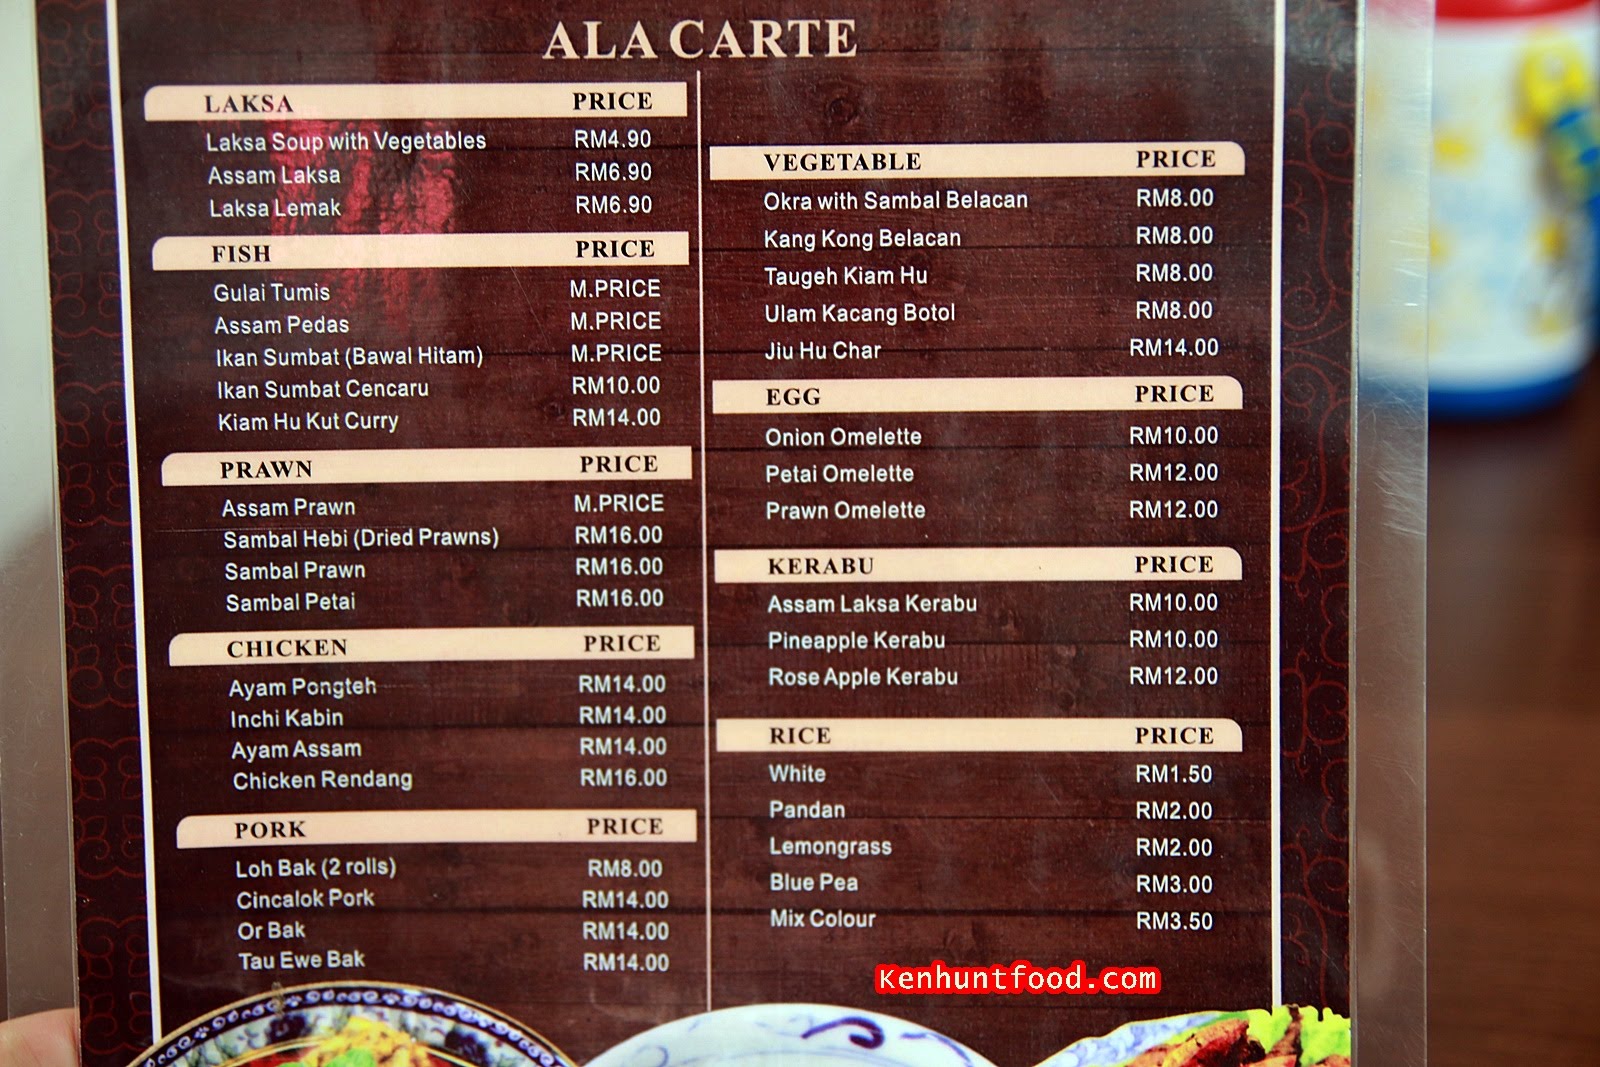 ALA CARTE
LAKSA PRICE
Laksa Soup with Vegetables RM4.90
Assam Laksa RM6.90
Laksa Lemak RM6.90
FISH PRICE
Gulai Tumis M.PRICE
Assam Pedas M.PRICE
Ikan Sumbat (Bawal Hitam) M.PRICE
Ikan Sumbat Cencaru RM10.00
Kiam Hu Kut Curry RM14.00
PRAWN PRICE
Assam Prawn M.PRICE
Sambal Hebi (Dried Prawns) RM16.00
Sambal Prawn RM16.00
Sambal Petai RM16.00
CHICKEN PRICE
Ayam Pongteh RM14.00
Inchi Kabin RM14.00
Ayam Assam RM14.00
Chicken Rendang RM16.00
PORK PRICE
Loh Bak (2 rolls) RM8.00
Cincalok Pork RM14.00
Or Bak RM14.00
Tau Ewe Bak RM14.00
VEGETABLE PRICE
Okra with Sambal Belacan RM8.00
Kang Kong Belacan RM8.00
Taugeh Kiam Hu RM8.00
Ulam Kacang Botol RM8.00
Jiu Hu Char RM14.00
EGG PRICE
Onion Omelette RM10.00
Petai Omelette RM12.00
Prawn Omelette RM12.00
KERABU PRICE
Assam Laksa Kerabu RM10.00
Pineapple Kerabu RM10.00
Rose Apple Kerabu RM12.00
RICE PRICE
White RM1.50
Pandan RM2.00
Lemongrass RM2.00
Blue Pea RM3.00
Mix Colour RM3.50
Kenhuntfood.com